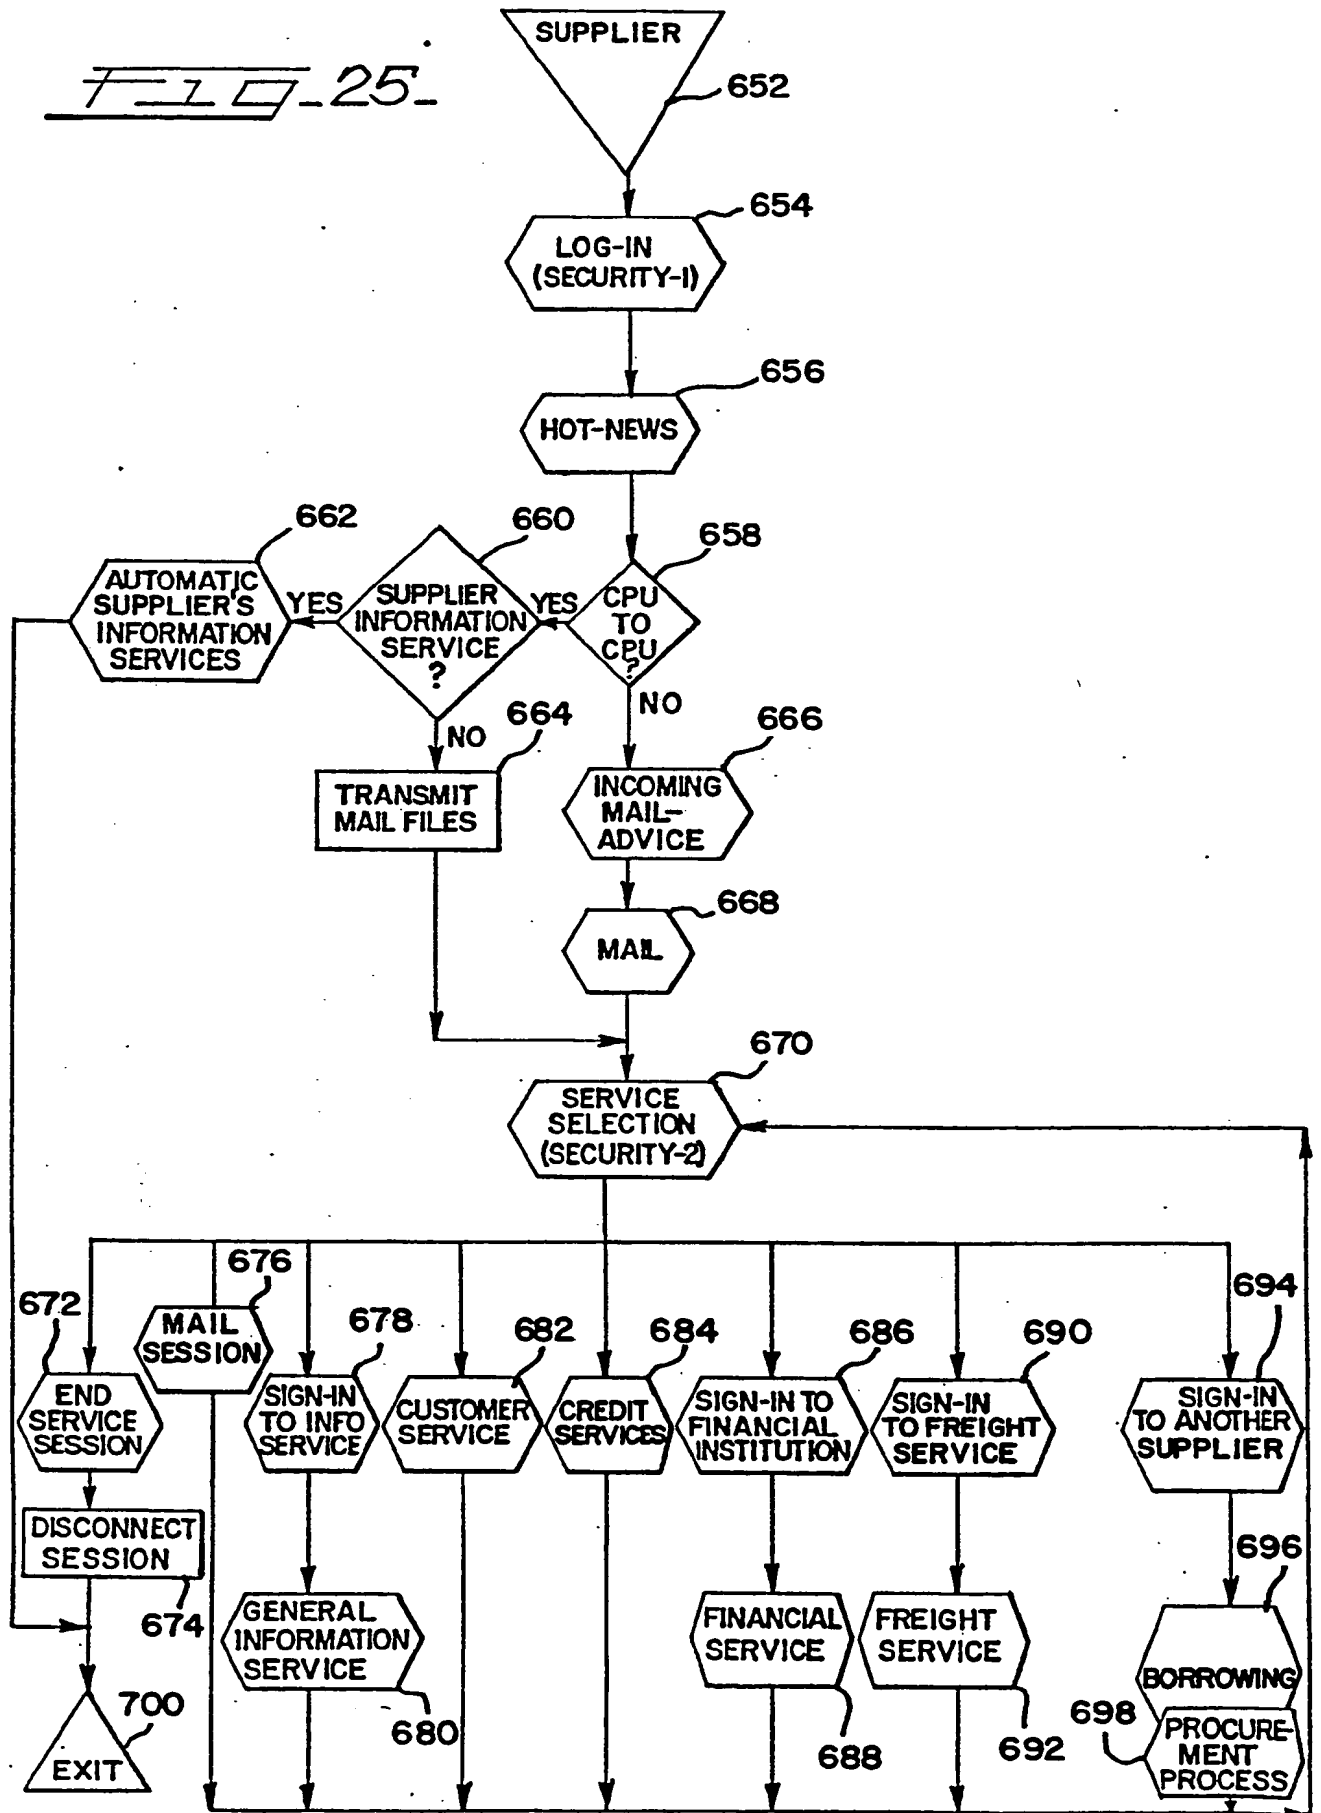 Fig. 25.
SUPPLIER
652
654
LOG-IN
(SECURITY-1)
656
HOT-NEWS
662
660
658
AUTOMATIC
SUPPLIER'S
INFORMATION
SERVICES
YES
SUPPLIER
INFORMATION
SERVICE
?
YES
CPU
TO
CPU
?
NO
664
NO
666
TRANSMIT
MAIL FILES
INCOMING
MAIL-
ADVICE
668
MAIL
670
SERVICE
SELECTION
(SECURITY-2)
672
676
678
682
684
686
690
694
END
SERVICE
SESSION
MAIL
SESSION
SIGN-IN
TO INFO
SERVICE
CUSTOMER
SERVICE
CREDIT
SERVICES
SIGN-IN TO
FINANCIAL
INSTITUTION
SIGN-IN
TO FREIGHT
SERVICE
SIGN-IN
TO ANOTHER
SUPPLIER
DISCONNECT
SESSION
674
696
GENERAL
INFORMATION
SERVICE
680
FINANCIAL
SERVICE
688
FREIGHT
SERVICE
692
BORROWING
698
PROCURE-
MENT
PROCESS
700
EXIT